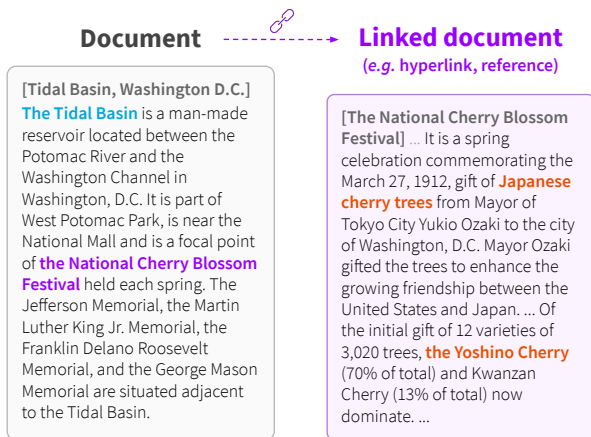 Document
Linked document
(e.g. hyperlink, reference)
[Tidal Basin, Washington D.C.]
The Tidal Basin is a man-made
reservoir located between the
Potomac River and the
Washington Channel in
Washington, D.C. It is part of
West Potomac Park, is near the
National Mall and is a focal point
of the National Cherry Blossom
Festival held each spring. The
Jefferson Memorial, the Martin
Luther King Jr. Memorial, the
Franklin Delano Roosevelt
Memorial, and the George Mason
Memorial are situated adjacent
to the Tidal Basin.
[The National Cherry Blossom
Festival] ... It is a spring
celebration commemorating the
March 27, 1912, gift of Japanese
cherry trees from Mayor of
Tokyo City Yukio Ozaki to the city
of Washington, D.C. Mayor Ozaki
gifted the trees to enhance the
growing friendship between the
United States and Japan. ... Of
the initial gift of 12 varieties of
3,020 trees, the Yoshino Cherry
(70% of total) and Kwanzan
Cherry (13% of total) now
dominate. ...